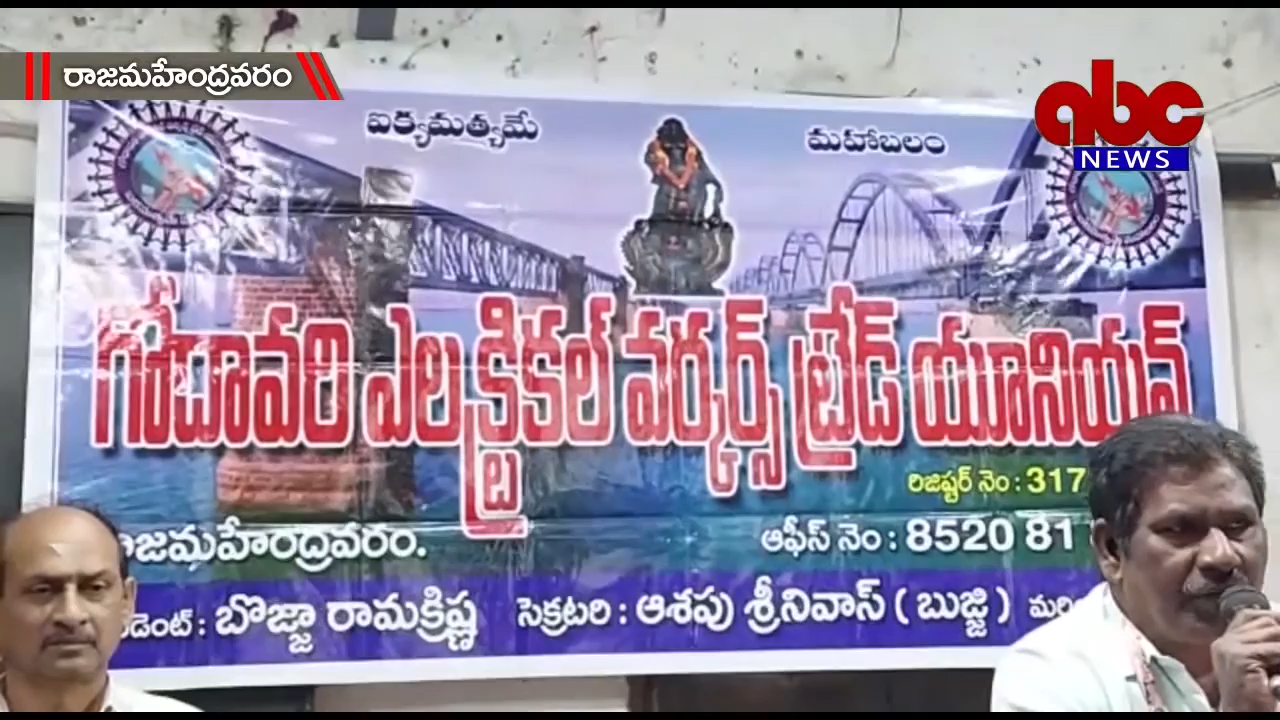 రాజమహేంద్రవరం
abc
NEWS
ఐక్యమత్యమే మహాబలం
గోదావరి ఎలక్ట్రికల్ వర్కర్స్ ట్రేడ్ యూనియన్
రిజిష్టర్ నెం : 317
రాజమహేంద్రవరం. ఆఫీస్ నెం : 8520 81
బొజ్జా రామక్రిష్ణ సెక్రటరి : ఆశపు శ్రీనివాస్ ( బుజ్జి )